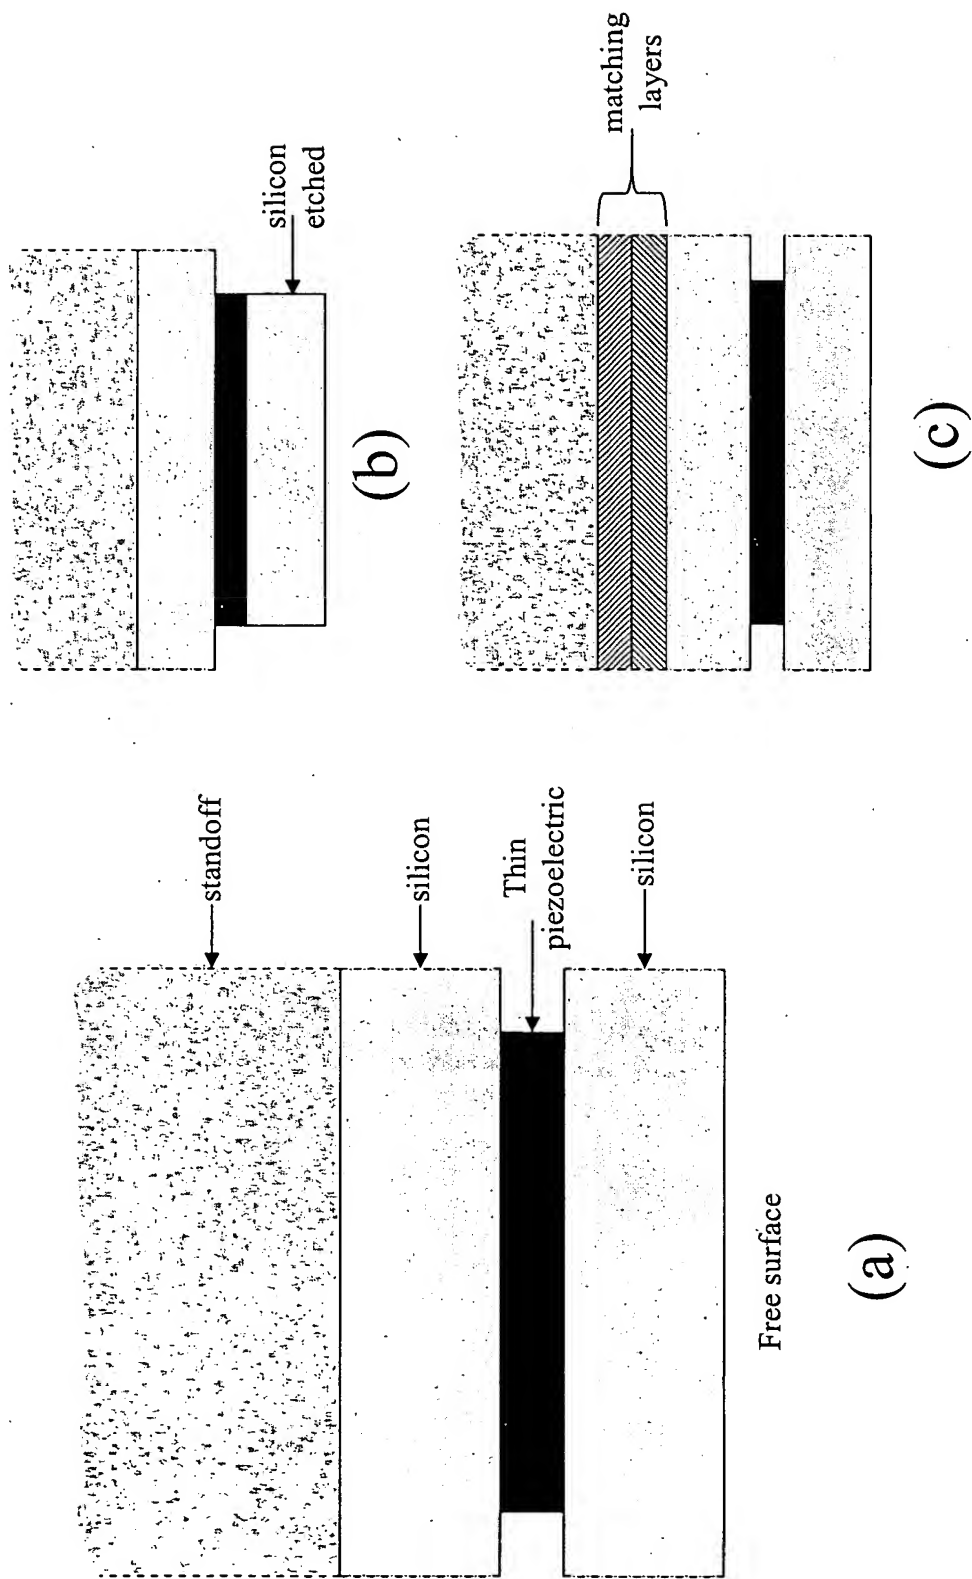 standoff
silicon
Thin
piezoelectric
silicon
Free surface
(a)
silicon
etched
(b)
matching
layers
(c)